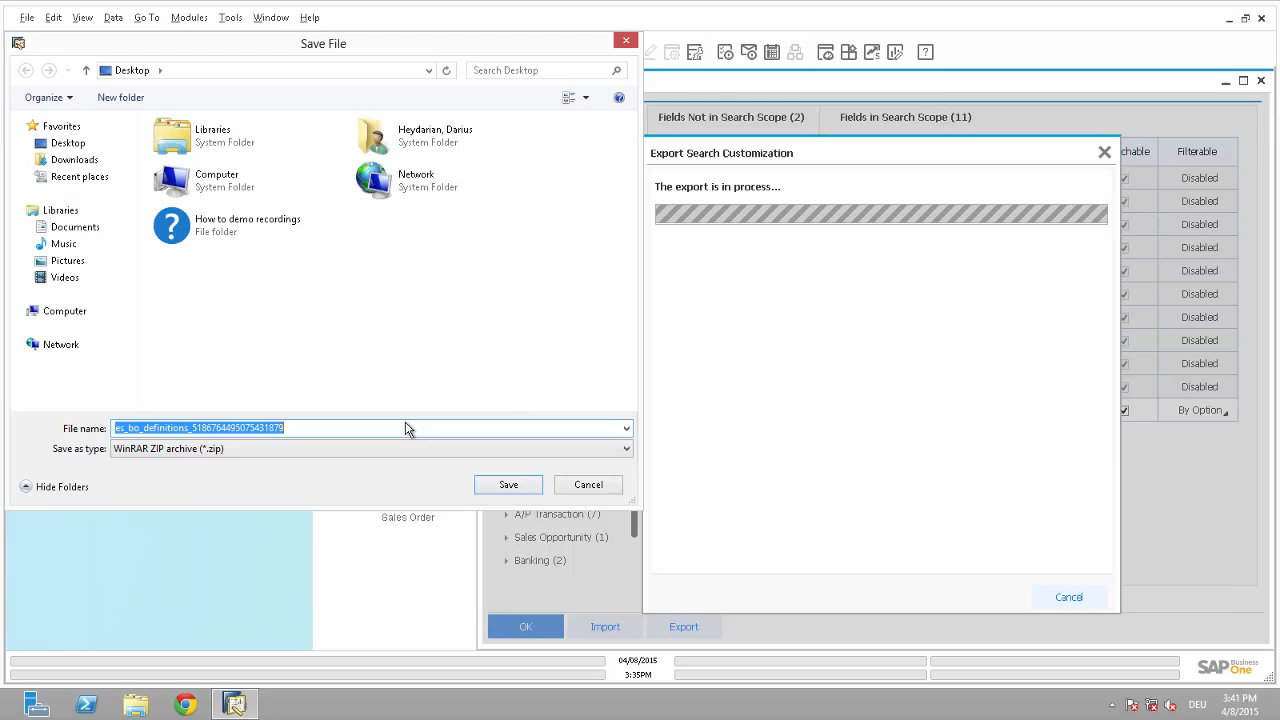 File Edit View Data Go To Modules Tools Window Help
Save File
Desktop
Search Desktop
Organize New folder
Favorites
Desktop
Downloads
Recent places
Libraries
Documents
Music
Pictures
Videos
Computer
Network
Libraries
System Folder
Heydarian, Darius
System Folder
Computer
System Folder
Network
System Folder
How to demo recordings
File folder
File name: es_bo_definitions_5186764495075431879
Save as type: WinRAR ZIP archive (*.zip)
Hide Folders
Save Cancel
Fields Not in Search Scope (2) Fields in Search Scope (11)
Export Search Customization
The export is in process...
Cancel
chable Filterable
Disabled
Disabled
Disabled
Disabled
Disabled
Disabled
Disabled
Disabled
Disabled
Disabled
By Option
Sales Order
A/P Transaction (7)
Sales Opportunity (1)
Banking (2)
OK Import Export
04/08/2015
3:35PM
SAP Business One
DEU
3:41 PM
4/8/2015